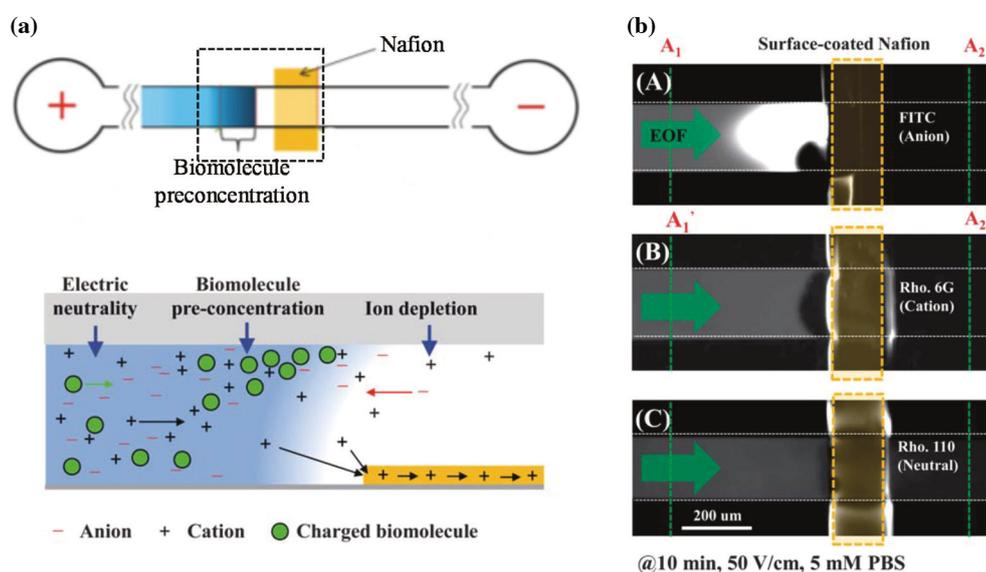 (a)
Nafion
+
−
Biomolecule
preconcentration
Electric
neutrality
Biomolecule
pre-concentration
Ion depletion
− Anion + Cation Charged biomolecule
(b)
A1 Surface-coated Nafion A2
(A)
EOF
FITC
(Anion)
A1' A2
(B)
Rho. 6G
(Cation)
(C)
Rho. 110
(Neutral)
200 um
@10 min, 50 V/cm, 5 mM PBS